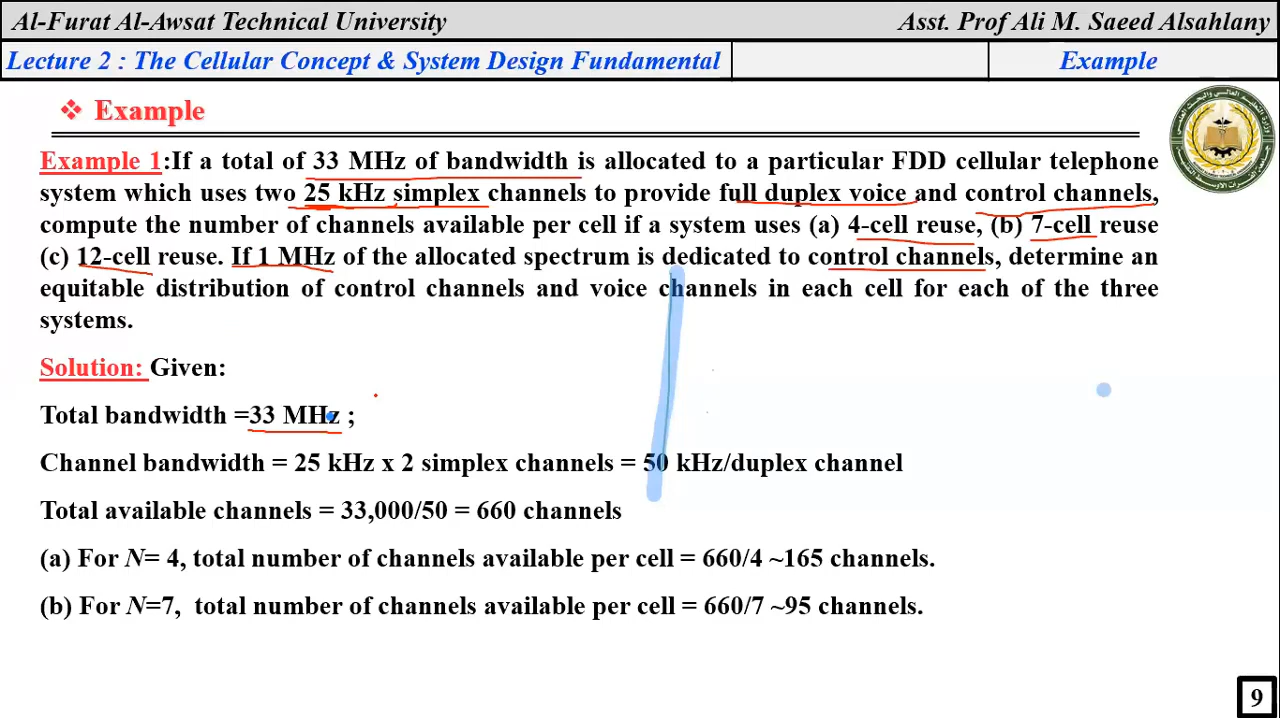 Al-Furat Al-Awsat Technical University
Asst. Prof Ali M. Saeed Alsahlany
Lecture 2 : The Cellular Concept & System Design Fundamental
Example
❖ Example
Example 1:If a total of 33 MHz of bandwidth is allocated to a particular FDD cellular telephone
system which uses two 25 kHz simplex channels to provide full duplex voice and control channels,
compute the number of channels available per cell if a system uses (a) 4-cell reuse, (b) 7-cell reuse
(c) 12-cell reuse. If 1 MHz of the allocated spectrum is dedicated to control channels, determine an
equitable distribution of control channels and voice channels in each cell for each of the three
systems.
Solution: Given:
Total bandwidth =33 MHz ;
Channel bandwidth = 25 kHz x 2 simplex channels = 50 kHz/duplex channel
Total available channels = 33,000/50 = 660 channels
(a) For N= 4, total number of channels available per cell = 660/4 ~165 channels.
(b) For N=7, total number of channels available per cell = 660/7 ~95 channels.
9